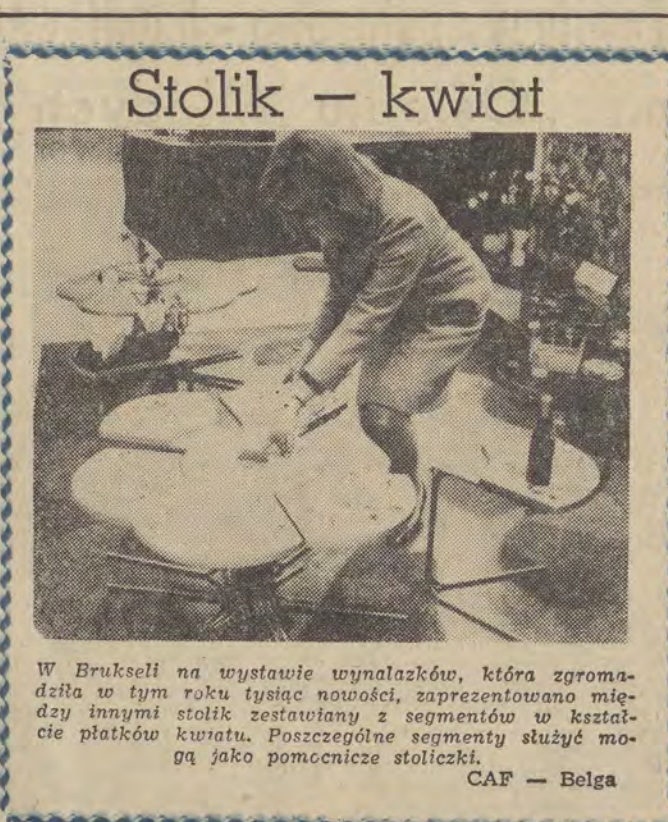 Stolik — kwiat
W Brukseli na wystawie wynalazków, która zgroma-
dziła w tym roku tysiąc nowości, zaprezentowano mię-
dzy innymi stolik zestawiany z segmentów w kształ-
cie płatków kwiatu. Poszczególne segmenty służyć mo-
gą jako pomocnicze stoliczki.
CAF — Belga